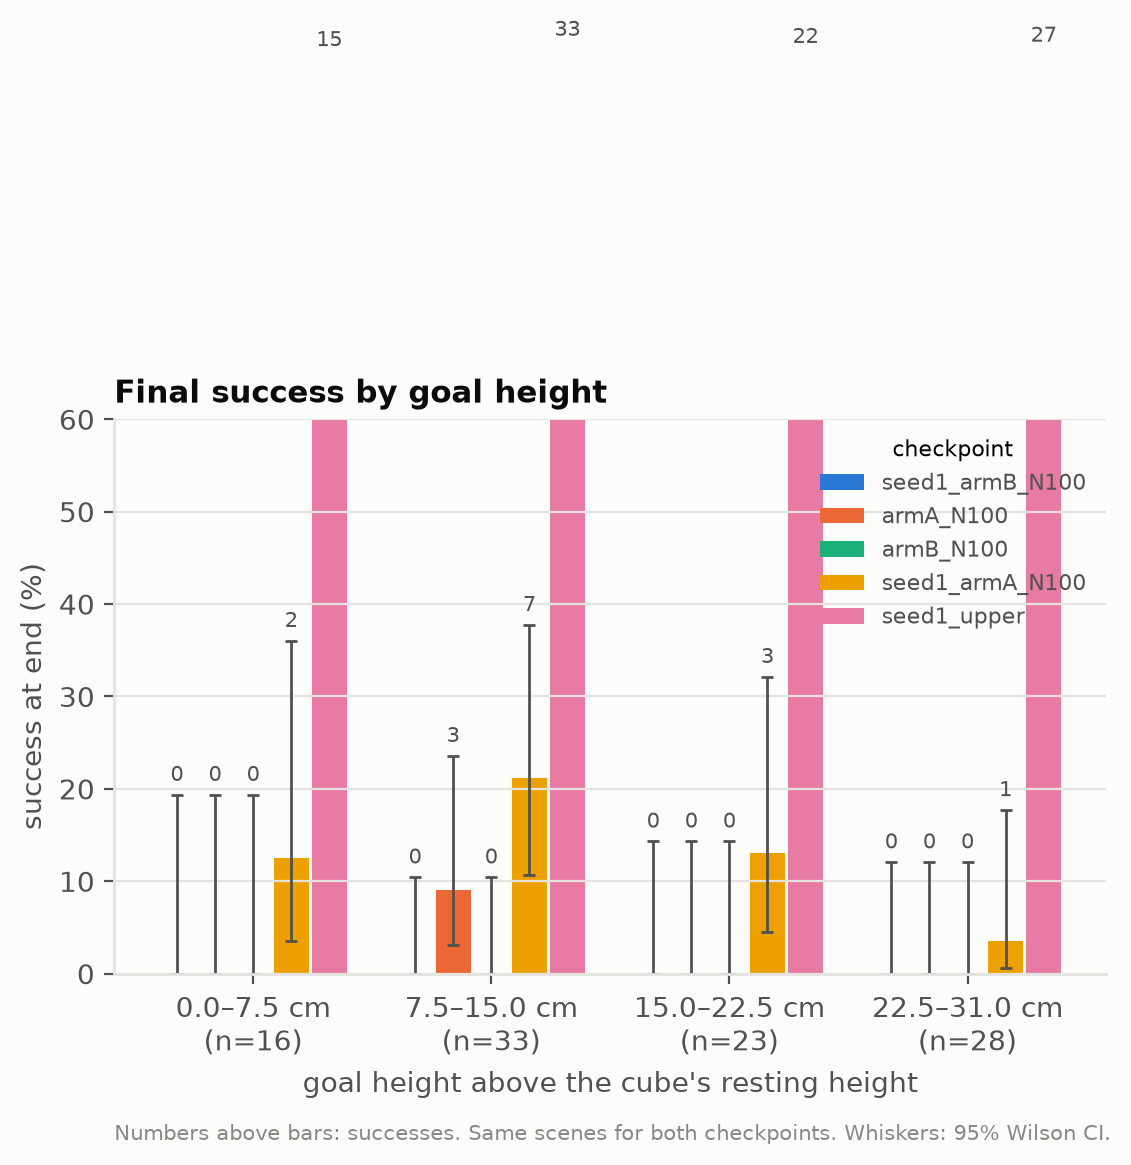 15 33 22 27
Final success by goal height
checkpoint
seed1_armB_N100
armA_N100
armB_N100
seed1_armA_N100
seed1_upper
success at end (%)
60
50
40
30
20
10
0
0 0 0 2
0 3 0 7
0 0 0 3
0 0 0 1
0.0–7.5 cm
(n=16)
7.5–15.0 cm
(n=33)
15.0–22.5 cm
(n=23)
22.5–31.0 cm
(n=28)
goal height above the cube's resting height
Numbers above bars: successes. Same scenes for both checkpoints. Whiskers: 95% Wilson CI.